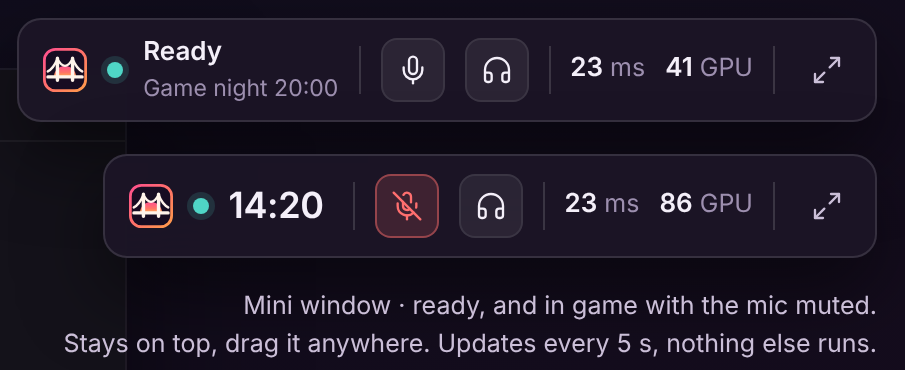 Ready
Game night 20:00
23 ms 41 GPU
14:20
23 ms 86 GPU
Mini window · ready, and in game with the mic muted.
Stays on top, drag it anywhere. Updates every 5 s, nothing else runs.